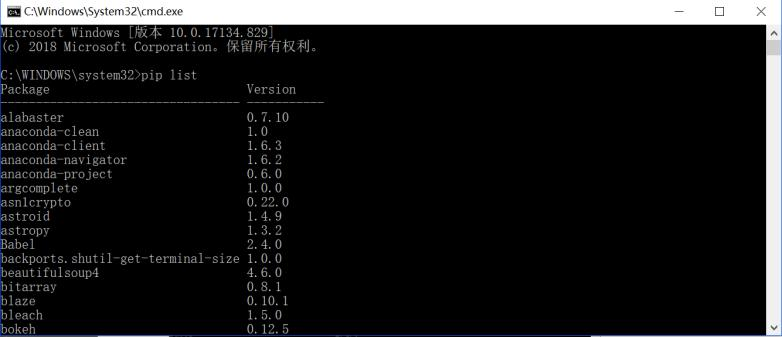 C:\Windows\System32\cmd.exe
Microsoft Windows [版本 10.0.17134.829]
(c) 2018 Microsoft Corporation。保留所有权利。
C:\WINDOWS\system32>pip list
Package Version
--------------------------------- -----------
alabaster 0.7.10
anaconda-clean 1.0
anaconda-client 1.6.3
anaconda-navigator 1.6.2
anaconda-project 0.6.0
argcomplete 1.0.0
asn1crypto 0.22.0
astroid 1.4.9
astropy 1.3.2
Babel 2.4.0
backports.shutil-get-terminal-size 1.0.0
beautifulsoup4 4.6.0
bitarray 0.8.1
blaze 0.10.1
bleach 1.5.0
bokeh 0.12.5